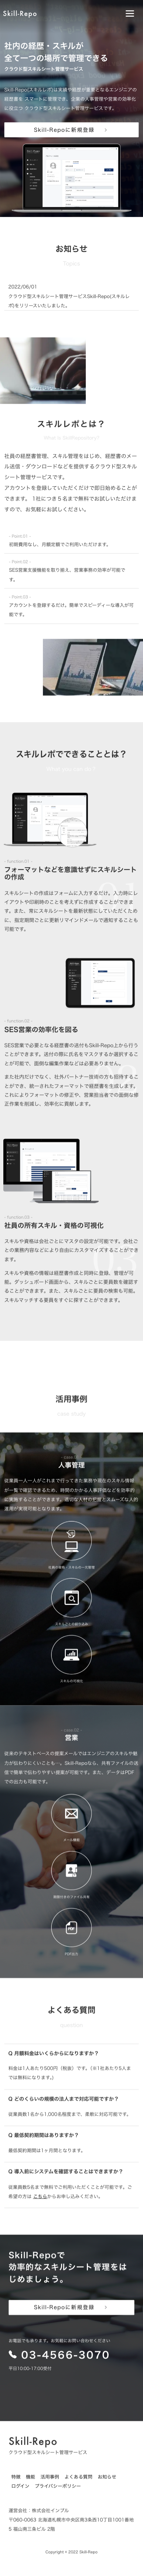 Skill-Repo
社内の経歴・スキルが
全て一つの場所で管理できる
クラウド型スキルシート管理サービス
Skill-Repo(スキルレポ)は実績や経歴が重要となるエンジニアの
経歴書を スマートに管理でき、企業の人事管理や営業の効率化
に役立つ クラウド型スキルシート管理サービスです。
Skill-Repoに新規登録
お知らせ
Topics
2022/06/01
クラウド型スキルシート管理サービスSkill-Repo(スキルレ
ポ)をリリースいたしました。
スキルレポとは？
What is SkillRepository?
社員の経歴書管理、スキル管理をはじめ、経歴書のメー
ル送信・ダウンロードなどを提供するクラウド型スキル
シート管理サービスです。
アカウントを登録していただくだけで即日始めることが
できます。 1社につき５名まで無料でお試しいただけま
すので、お気軽にお試しください。
- Point.01 -
初期費用なし、月額定額でご利用いただけます。
- Point.02 -
SES営業支援機能を取り揃え、営業事務の効率が可能で
す。
- Point.03 -
アカウントを登録するだけ。簡単でスピーディーな導入が可
能です。
スキルレポでできることとは？
- Function.01 -
フォーマットなどを意識せずにスキルシート
の作成
スキルシートの作成はフォームに入力するだけ。入力時にレ
イアウトや印刷時のことを考えずに作成することができま
す。また、常にスキルシートを最新状態にしていただくため
に、指定期間ごとに更新リマインドメールで通知することも
可能です。
01
- Function.02 -
SES営業の効率化を図る
SES営業で必要となる経歴書の送付もSkill-Repo上から行う
ことができます。送付の際に氏名をマスクするか選択するこ
とが可能で、面倒な編集作業などは必要ありません。
また社内だけでなく、社外パートナー技術の方も招待するこ
とができ、統一されたフォーマットで経歴書を生成します。
これによりフォーマットの修正や、営業担当者での面倒な修
正作業を削減し、効率化に貢献します。
- Function.03 -
社員の所有スキル・資格の可視化
スキルや資格は会社ごとにマスタの設定が可能です。会社ご
との業務内容などにより自由にカスタマイズすることができ
ます。
スキルや資格の情報は経歴書作成と同時に登録、管理が可
能。ダッシュボード画面から、スキルごとに要員数を確認す
ることができます。また、スキルごとに要員の検索も可能。
スキルマッチする要員をすぐに探すことができます。
03
活用事例
case study
- case.01 -
人事管理
従業員一人一人がこれまで行ってきた業務や現在のスキル情報
が一覧で確認できるため、時間のかかる人事評価などを効率的
に実施することができます。適切な人材の把握とスムーズな人的
運用が実現可能となります。
社員の経歴・スキルの一元管理
スキルの可視化
- case.02 -
営業
従来のテキストベースの提案メールではエンジニアのスキルや魅
力が伝わりにくいことも…。Skill-Repoなら、共有ファイルの送
信で簡単で伝わりやすい提案が可能です。また、データはPDF
での出力も可能です。
メール機能
期間付きのファイル共有
PDF出力
よくある質問
question
Q 月額料金はいくらからになりますか？
料金は1人あたり500円（税抜）です。（※1社あたり5人ま
では無料になります。）
Q どのくらいの規模の法人まで対応可能ですか？
従業員数1名から1,000名程度まで、柔軟に対応可能です。
Q 最低契約期間はありますか？
最低契約期間は1ヶ月間となります。
Q 導入前にシステムを確認することはできますか？
従業員数5名まで無料でご利用いただくことが可能です。ご
希望の方は こちらからお申し込みください。
Skill-Repoで
効率的なスキルシート管理をは
じめましょう。
Skill-Repoに新規登録
お電話でも承ります。お気軽にお問い合わせください
03-4566-3070
平日10:00-17:00受付
Skill-Repo
クラウド型スキルシート管理サービス
特徴 機能 活用事例 よくある質問 お知らせ
ログイン プライバシーポリシー
運営会社：株式会社インプル
〒060-0063 北海道札幌市中央区南3条西10丁目1001番地
5 福山南三条ビル 2階
Copyright © 2022 Skill-Repo